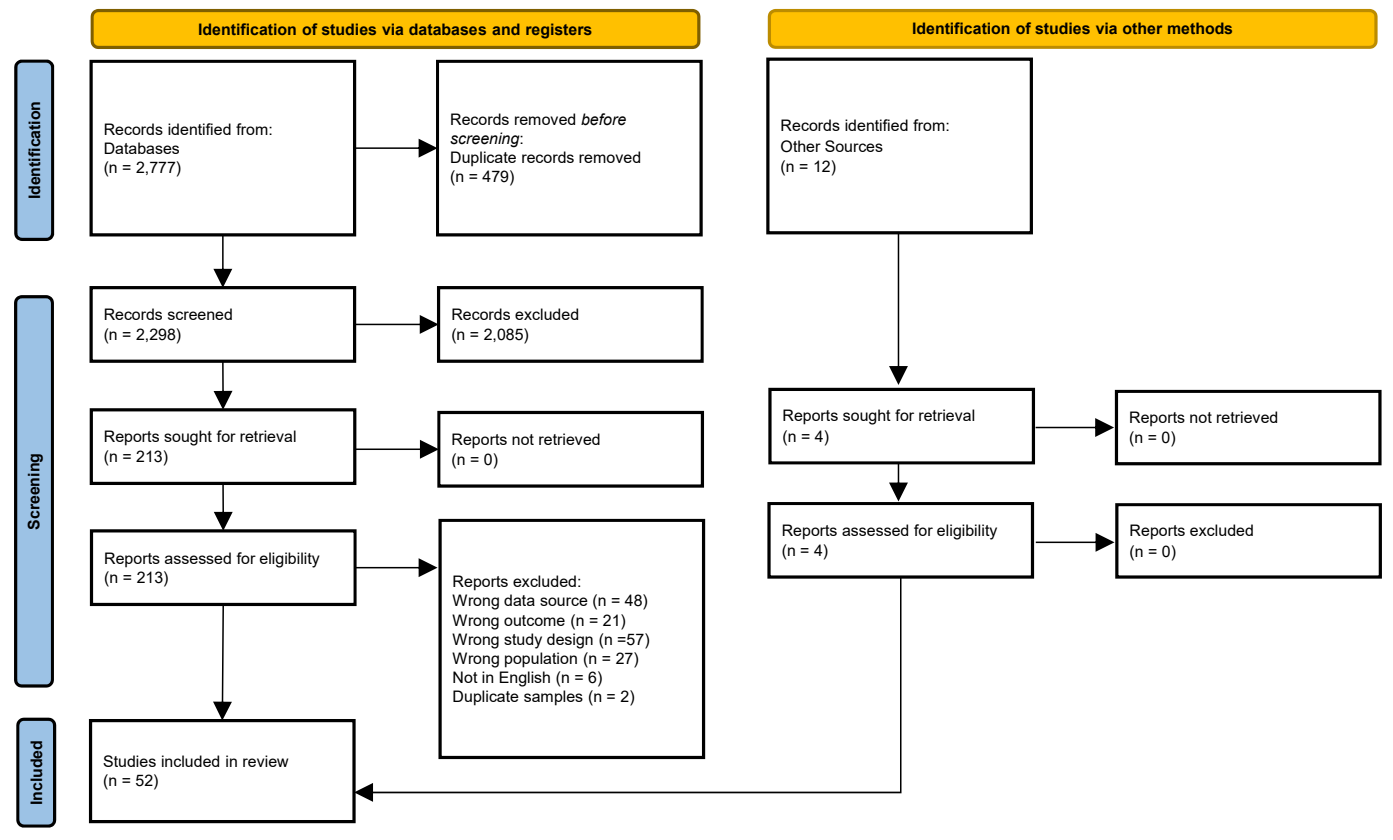 Identification of studies via databases and registers
Identification of studies via other methods
Identification
Records identified from:
Databases
(n = 2,777)
Records removed before
screening:
Duplicate records removed
(n = 479)
Records identified from:
Other Sources
(n = 12)
Screening
Records screened
(n = 2,298)
Records excluded
(n = 2,085)
Reports sought for retrieval
(n = 213)
Reports not retrieved
(n = 0)
Reports sought for retrieval
(n = 4)
Reports not retrieved
(n = 0)
Reports assessed for eligibility
(n = 213)
Reports excluded:
Wrong data source (n = 48)
Wrong outcome (n = 21)
Wrong study design (n =57)
Wrong population (n = 27)
Not in English (n = 6)
Duplicate samples (n = 2)
Reports assessed for eligibility
(n = 4)
Reports excluded
(n = 0)
Included
Studies included in review
(n = 52)